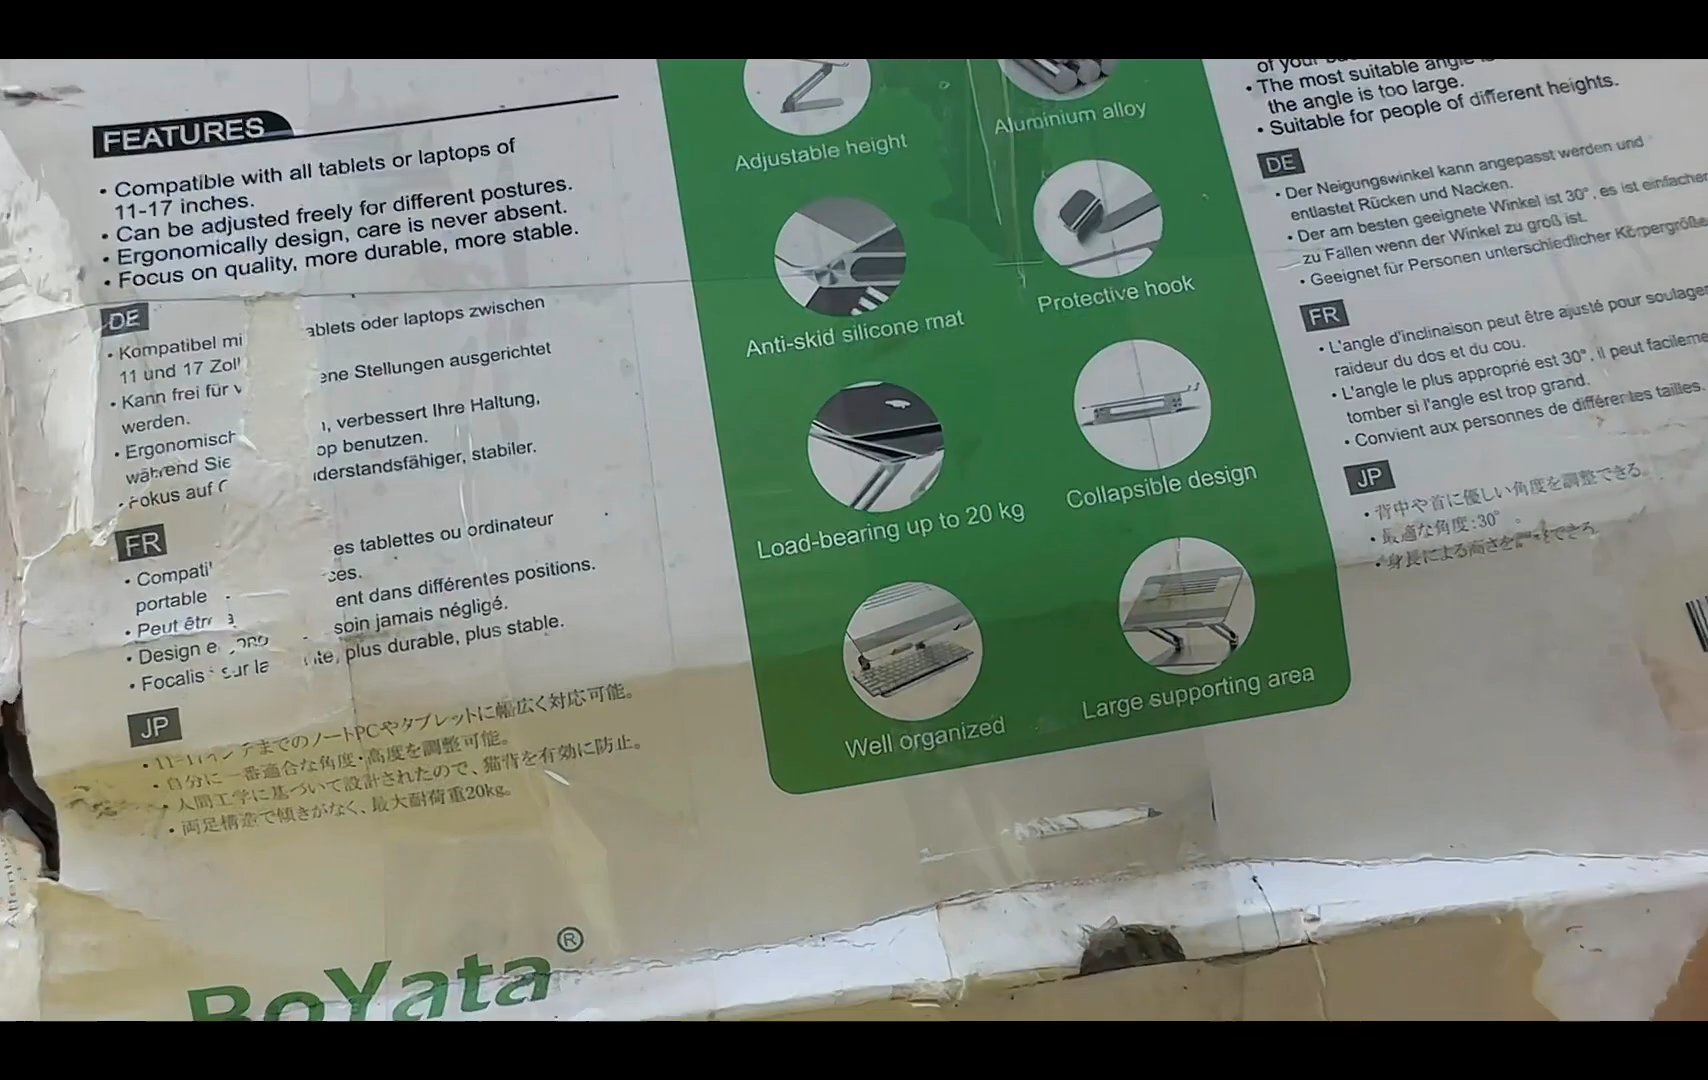 FEATURES
• Compatible with all tablets or laptops of
11-17 inches.
• Can be adjusted freely for different postures.
• Ergonomically design, care is never absent.
• Focus on quality, more durable, more stable.
DE
• Kompatibel mi ablets oder laptops zwischen
11 und 17 Zoll
• Kann frei für v ene Stellungen ausgerichtet
werden.
• Ergonomisch , verbessert Ihre Haltung,
während Sie op benutzen.
• Fokus auf derstandsfähiger, stabiler.
FR
• Compati es tablettes ou ordinateur
portable ces.
• Peut être ent dans différentes positions.
• Design e soin jamais négligé.
• Focalis sur la ité, plus durable, plus stable.
JP
までのノートPCやタブレットに幅広く対応可能。
• 自分に一番適合な角度・高度を調整可能。
• 人間工学に基づいて設計されたので、猫背を有効に防止。
• 両足構造で傾きがなく、最大耐荷重20kg。
BoYata®
Adjustable height
Aluminium alloy
Anti-skid silicone mat
Protective hook
Load-bearing up to 20 kg
Collapsible design
Well organized
Large supporting area
of your
• The most suitable angle
the angle is too large.
• Suitable for people of different heights.
DE
• Der Neigungswinkel kann angepasst werden und
entlastet Rücken und Nacken.
• Der am besten geeignete Winkel ist 30°, es ist einfacher
zu Fallen wenn der Winkel zu groß ist.
• Geeignet für Personen unterschiedlicher Körpergröße
FR
• L'angle d'inclinaison peut être ajusté pour soulager
raideur du dos et du cou.
• L'angle le plus approprié est 30°, il peut facileme
tomber si l'angle est trop grand.
• Convient aux personnes de différentes tailles.
JP
• 背中や首に優しい角度を調整できる。
• 最適な角度:30°。
• 身長による高さを できる